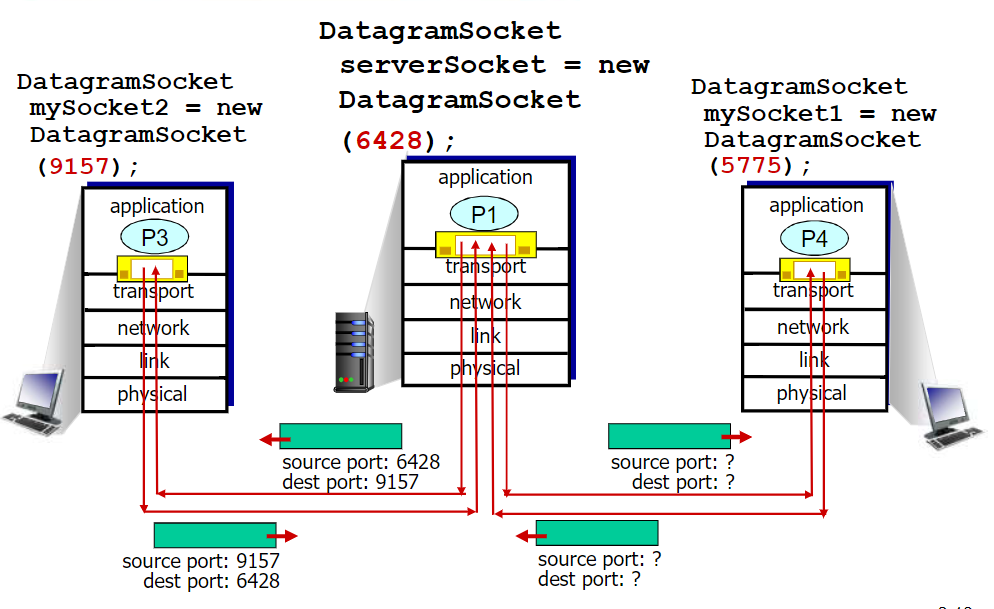 DatagramSocket
serverSocket = new
DatagramSocket
(6428);
DatagramSocket
mySocket2 = new
DatagramSocket
(9157);
DatagramSocket
mySocket1 = new
DatagramSocket
(5775);
application
P3
transport
network
link
physical
application
P1
transport
network
link
physical
application
P4
transport
network
link
physical
source port: 6428
dest port: 9157
source port: ?
dest port: ?
source port: 9157
dest port: 6428
source port: ?
dest port: ?